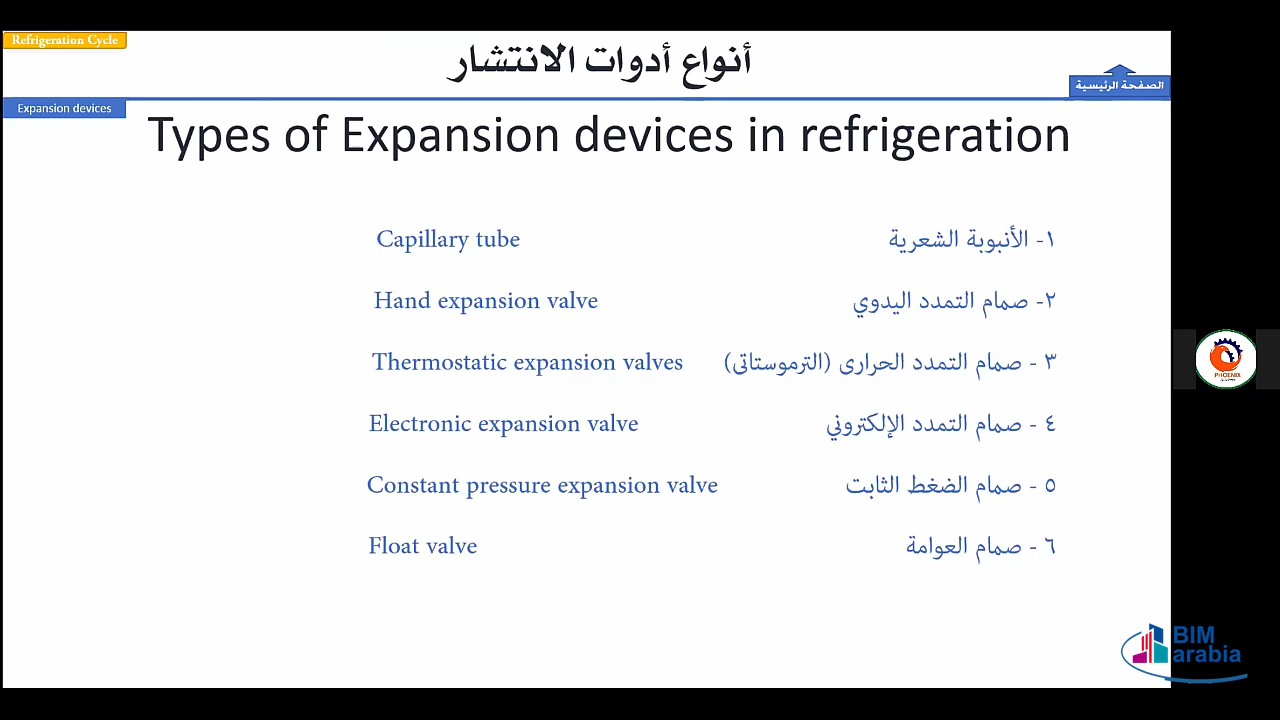 Refrigeration Cycle
أنواع أدوات الانتشار
الصفحة الرئيسية
Expansion devices
Types of Expansion devices in refrigeration
١- الأنبوبة الشعرية
Capillary tube
٢- صمام التمدد اليدوي
Hand expansion valve
٣ - صمام التمدد الحرارى (الترموستاتى)
Thermostatic expansion valves
٤ - صمام التمدد الإلكتروني
Electronic expansion valve
٥ - صمام الضغط الثابت
Constant pressure expansion valve
٦ - صمام العوامة
Float valve
PHOENIX
BIM
arabia